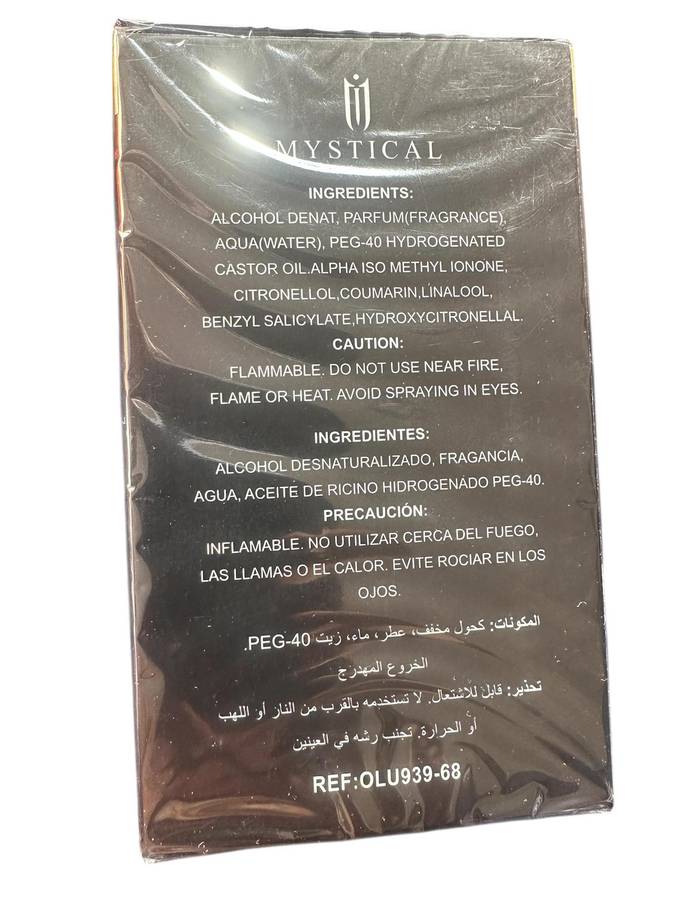 MYSTICAL
INGREDIENTS:
ALCOHOL DENAT, PARFUM(FRAGRANCE),
AQUA(WATER), PEG-40 HYDROGENATED
CASTOR OIL.ALPHA ISO METHYL IONONE,
CITRONELLOL,COUMARIN,LINALOOL,
BENZYL SALICYLATE,HYDROXYCITRONELLAL.
CAUTION:
FLAMMABLE. DO NOT USE NEAR FIRE,
FLAME OR HEAT. AVOID SPRAYING IN EYES.
INGREDIENTES:
ALCOHOL DESNATURALIZADO, FRAGANCIA,
AGUA, ACEITE DE RICINO HIDROGENADO PEG-40.
PRECAUCIÓN:
INFLAMABLE. NO UTILIZAR CERCA DEL FUEGO,
LAS LLAMAS O EL CALOR. EVITE ROCIAR EN LOS
OJOS.
المكونات: كحول مخفف، عطر، ماء، زيت PEG-40.
الخروع المهدرج
تحذير: قابل للاشتعال. لا تستخدمه بالقرب من النار أو اللهب
أو الحرارة. تجنب رشه في العينين
REF:OLU939-68